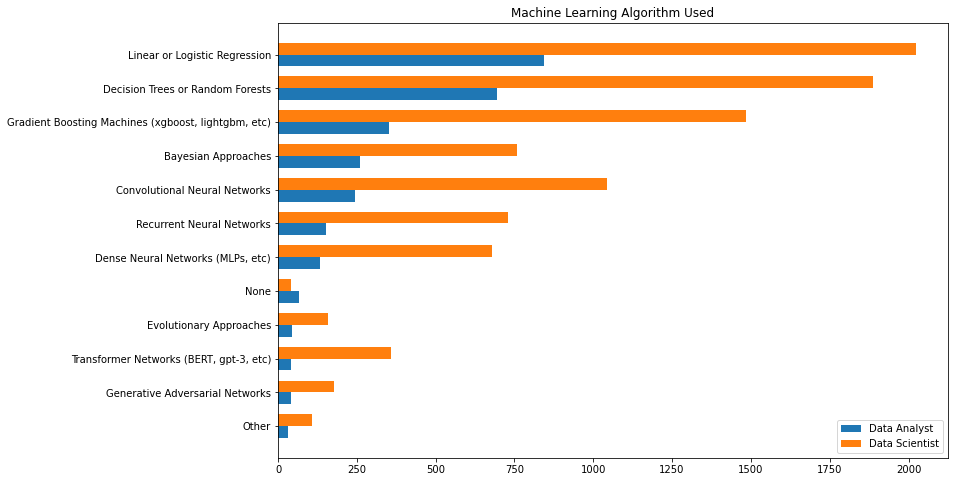 Machine Learning Algorithm Used
Linear or Logistic Regression
Decision Trees or Random Forests
Gradient Boosting Machines (xgboost, lightgbm, etc)
Bayesian Approaches
Convolutional Neural Networks
Recurrent Neural Networks
Dense Neural Networks (MLPs, etc)
None
Evolutionary Approaches
Transformer Networks (BERT, gpt-3, etc)
Generative Adversarial Networks
Other
Data Analyst
Data Scientist
0 250 500 750 1000 1250 1500 1750 2000